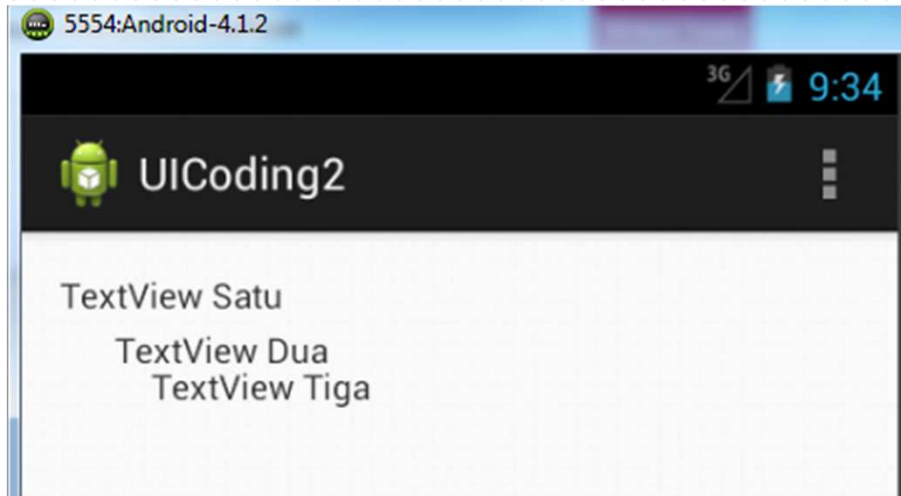 5554:Android-4.1.2
3G 9:34
UICoding2
TextView Satu
TextView Dua
TextView Tiga